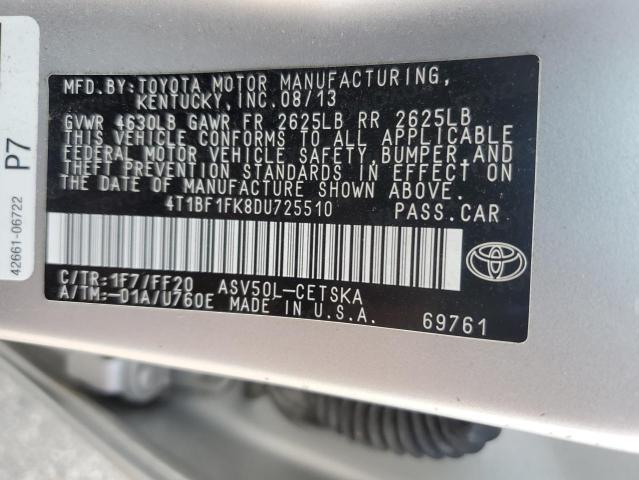 MFD.BY: TOYOTA MOTOR MANUFACTURING,
KENTUCKY, INC. 08/13
GVWR 4630LB GAWR FR 2625LB RR 2625LB
THIS VEHICLE CONFORMS TO ALL APPLICABLE
FEDERAL MOTOR VEHICLE SAFETY, BUMPER, AND
THEFT PREVENTION STANDARDS IN EFFECT ON
THE DATE OF MANUFACTURE SHOWN ABOVE.
4T1BF1FK8DU725510 PASS.CAR
C/TR: 1F7/FF20 ASV50L-CETSKA
A/TM:-01A/U760E MADE IN U.S.A. 69761
TOYOTA
P7
42661-06722